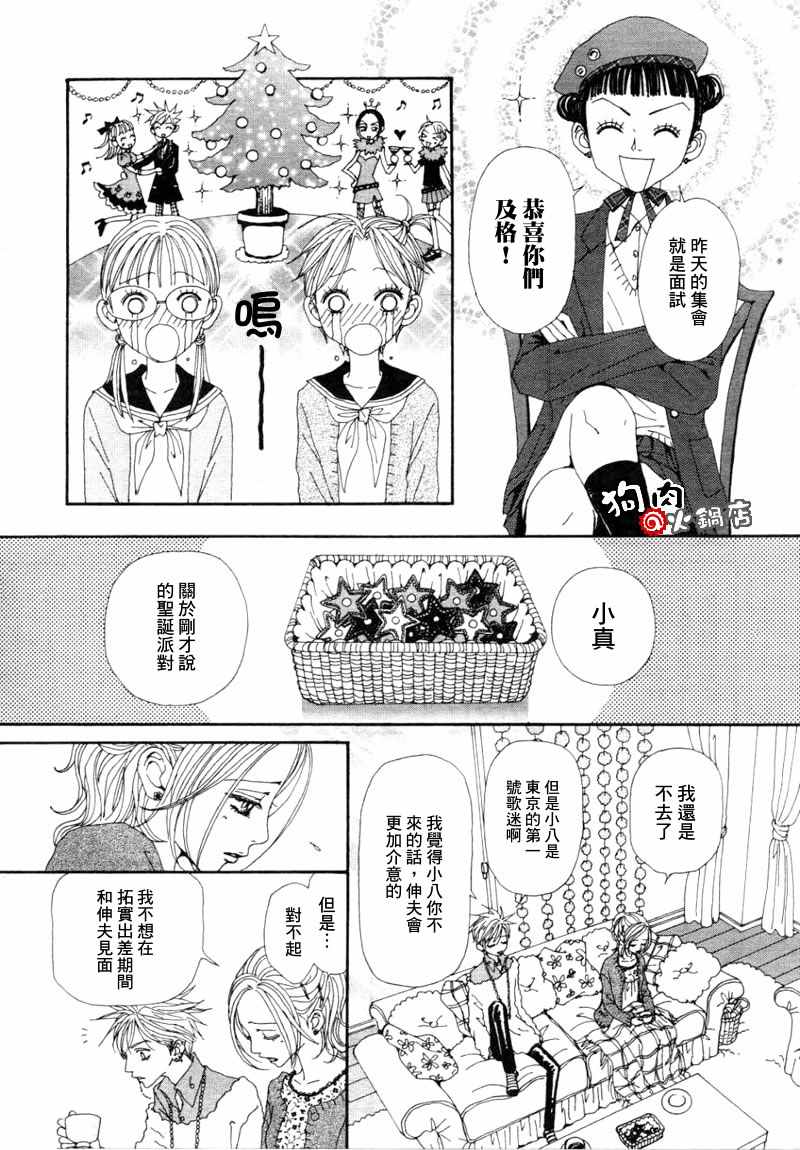 昨天的集會
就是面試
恭喜你們
及格！
嗚
狗肉
火鍋店
小真
關於剛才說
的聖誕派對
我還是
不去了
但是小八是
東京的第一
號歌迷啊
我覺得小八你不
來的話，伸夫會
更加介意的
但是…
對不起
我不想在
拓實出差期間
和伸夫見面